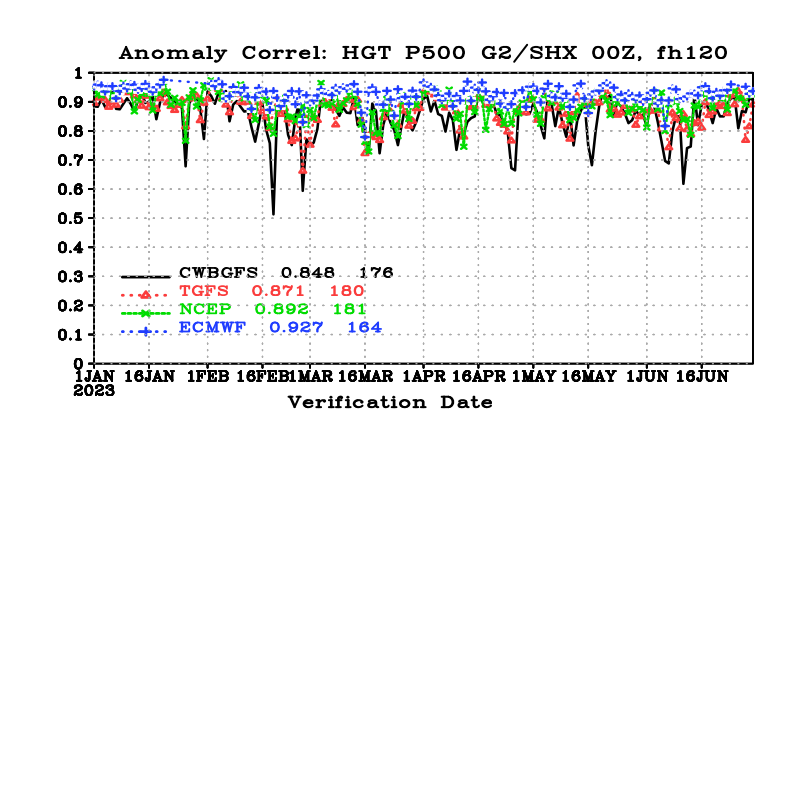 Anomaly Correl: HGT P500 G2/SHX 00Z, fh120
1
0.9
0.8
0.7
0.6
0.5
0.4
0.3
0.2
0.1
0
CWBGFS 0.848 176
TGFS 0.871 180
NCEP 0.892 181
ECMWF 0.927 164
1JAN 16JAN 1FEB 16FEB 1MAR 16MAR 1APR 16APR 1MAY 16MAY 1JUN 16JUN
2023
Verification Date